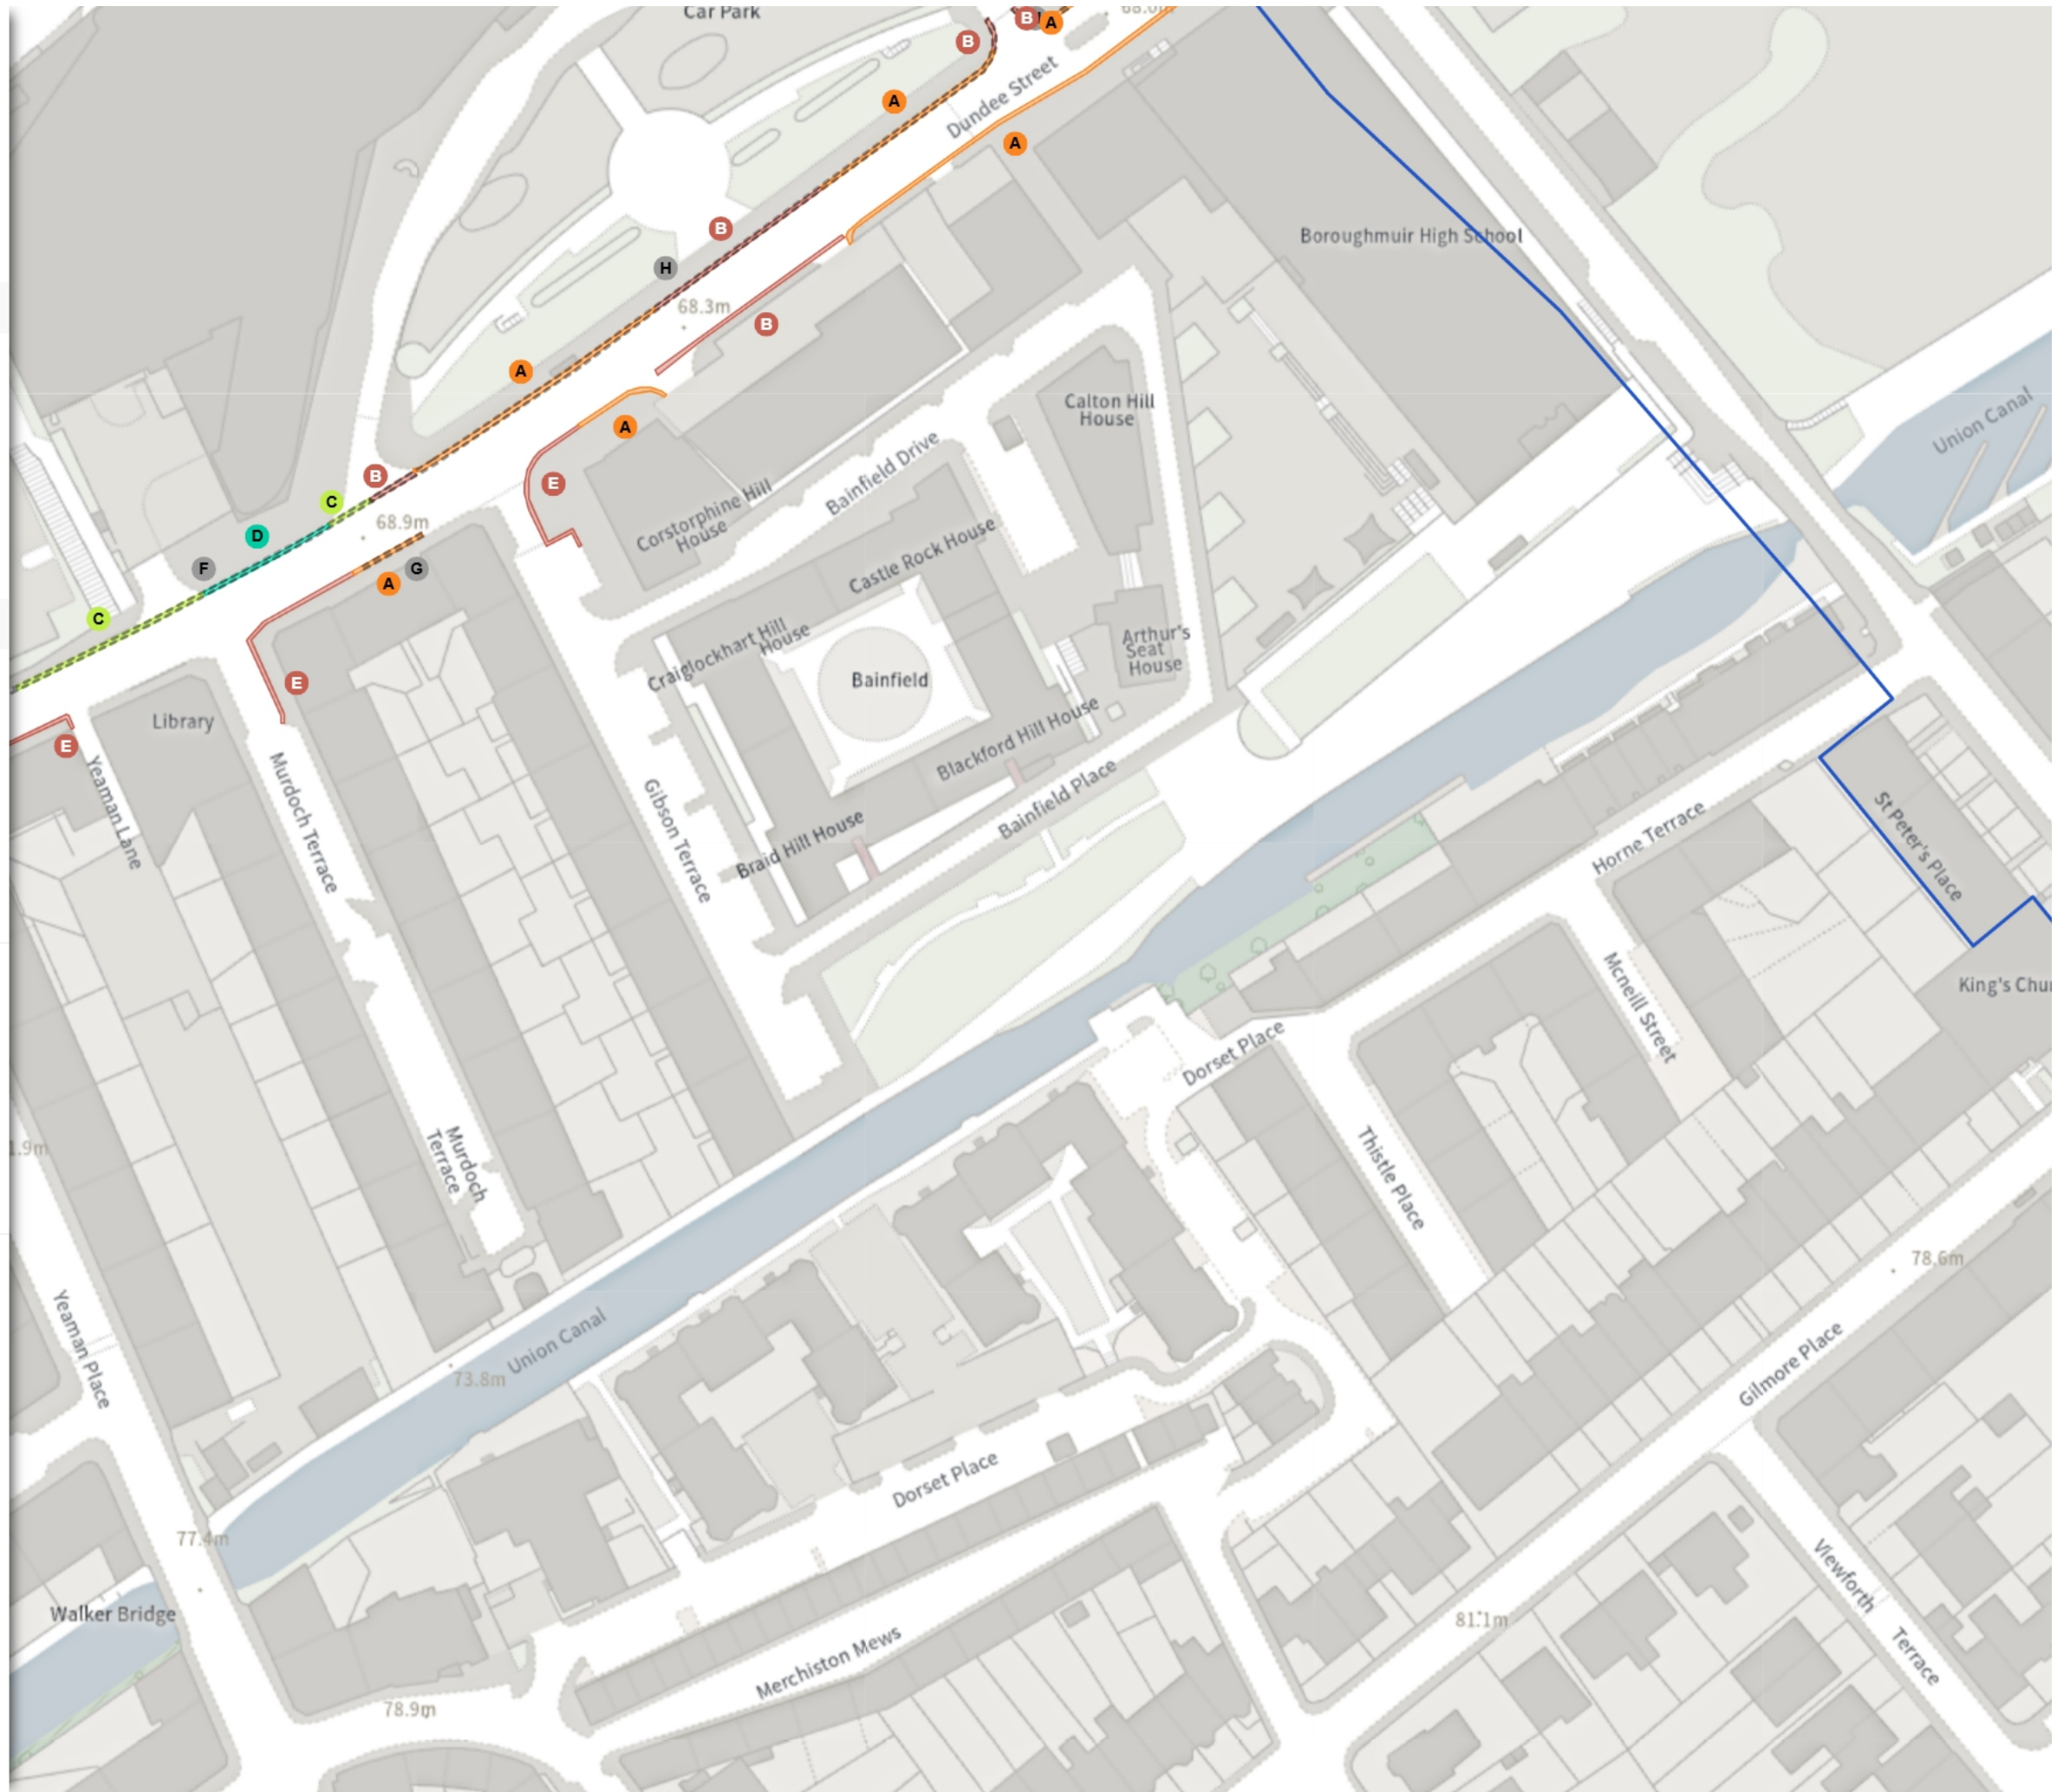 Car Park
B
A
68.0m
B
Dundee Street
A
A
B
Boroughmuir High School
H
68.3m
B
A
A
Calton Hill
House
Union Canal
Bainfield Drive
B
E
C
68.9m
Corstorphine Hill
House
D
Castle Rock House
F
G
A
C
Craiglockhart Hill
House
Arthur's
Seat
House
E
Bainfield
Library
E
Blackford Hill House
Yeaman Lane
Murdoch Terrace
Gibson Terrace
Bainfield Place
Braid Hill House
Horne Terrace
St Peter's Place
Mcneill Street
King's Chu
Dorset Place
Murdoch
Terrace
1.9m
Thistle Place
78.6m
Yeaman Place
Union Canal
73.8m
Gilmore Place
Dorset Place
77.4m
Viewforth
Terrace
Walker Bridge
81.1m
Merchiston Mews
78.9m